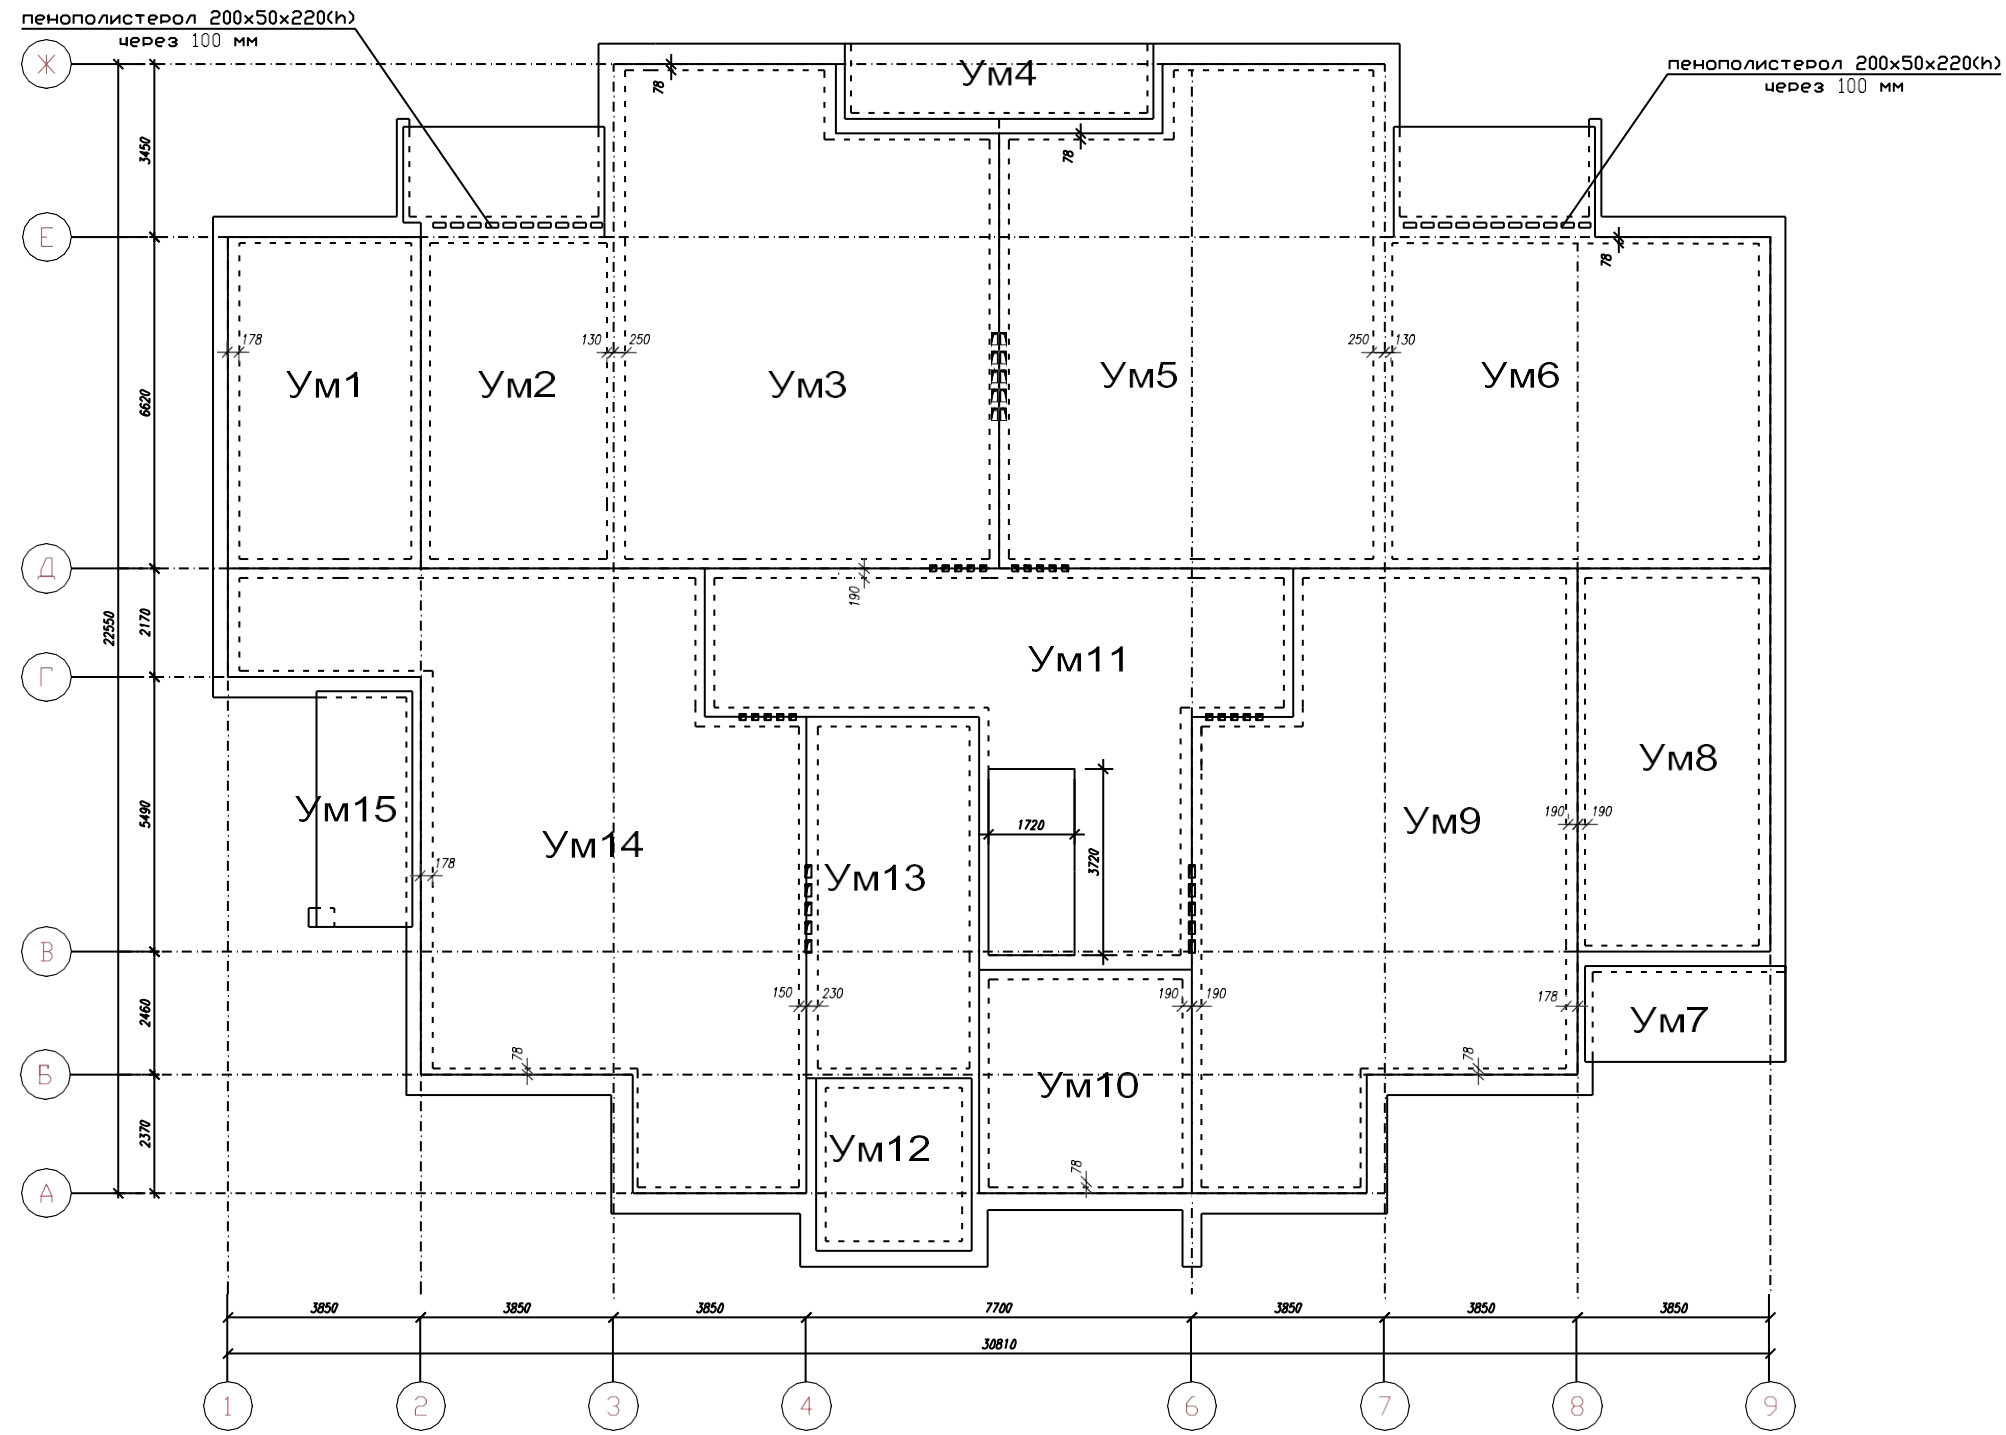 пенополистерол 200х50х220(h)
через 100 мм
пенополистерол 200х50х220(h)
через 100 мм
Ж
Ум4
78
78
3450
Е
78
178
130
250
250
130
Ум1
Ум2
Ум3
Ум5
Ум6
6620
Д
190
22550
2170
Г
Ум11
Ум15
Ум14
Ум13
Ум9
Ум8
5490
178
1720
3720
190
190
В
150
230
190
190
178
Ум7
2460
78
78
Б
Ум10
Ум12
2370
78
А
3850
3850
3850
7700
3850
3850
3850
30810
1
2
3
4
6
7
8
9